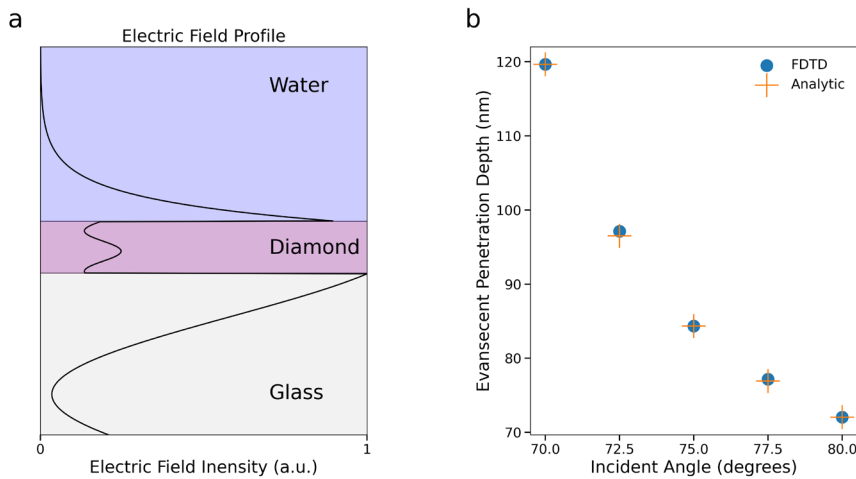 a
Electric Field Profile
Water
Diamond
Glass
0
1
Electric Field Inensity (a.u.)
b
Evansecent Penetration Depth (nm)
120
110
100
90
80
70
FDTD
Analytic
70.0 72.5 75.0 77.5 80.0
Incident Angle (degrees)